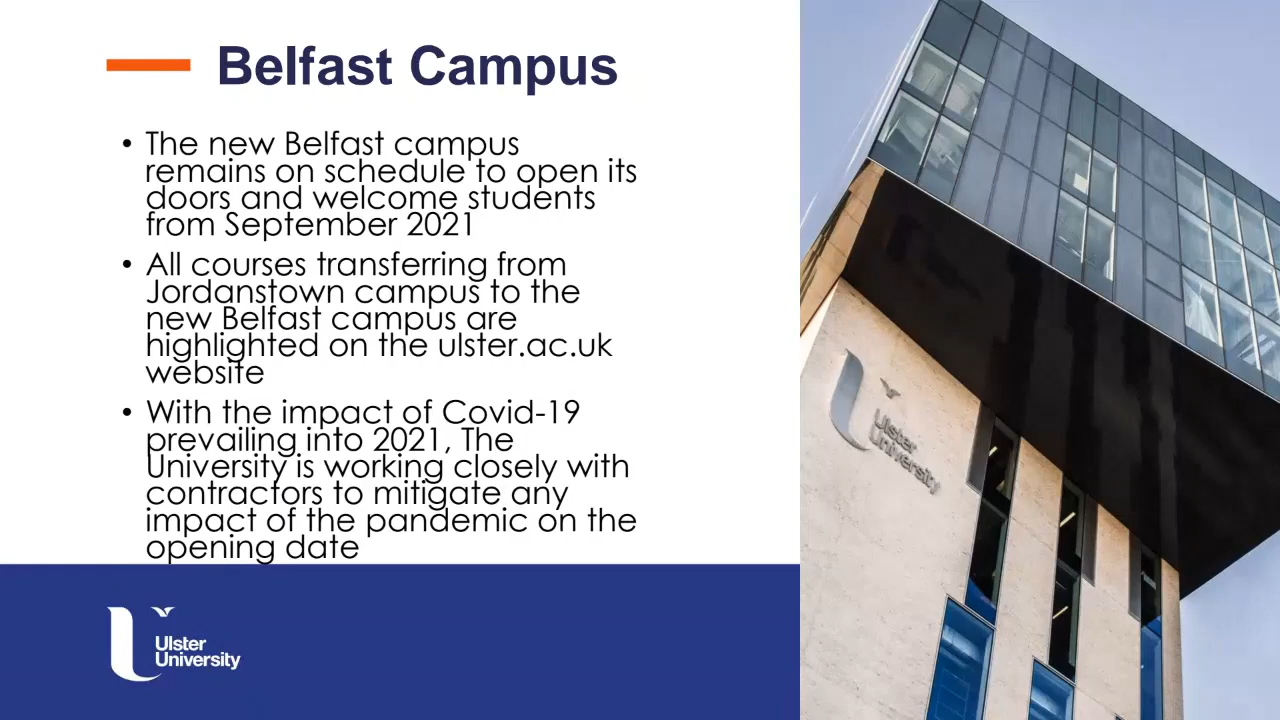 Belfast Campus
• The new Belfast campus
remains on schedule to open its
doors and welcome students
from September 2021
• All courses transferring from
Jordanstown campus to the
new Belfast campus are
highlighted on the ulster.ac.uk
website
• With the impact of Covid-19
prevailing into 2021, The
University is working closely with
contractors to mitigate any
impact of the pandemic on the
opening date
Ulster
University
Ulster
University